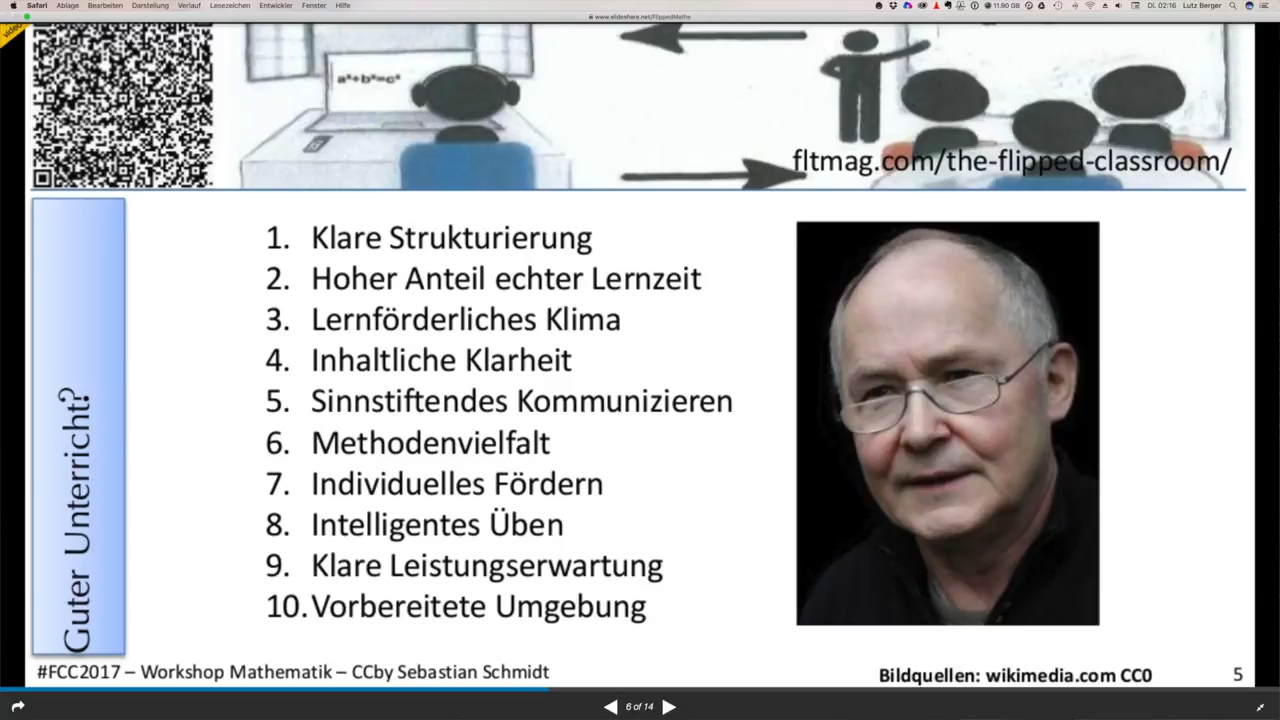 Safari Ablage Bearbeiten Darstellung Verlauf Lesezeichen Entwickler Fenster Hilfe 11.90 GB Di. 02:16 Lutz Berger
www.slideshare.net/FlippedMathe
video
a²+b²=c²
fltmag.com/the-flipped-classroom/
Guter Unterricht?
1. Klare Strukturierung
2. Hoher Anteil echter Lernzeit
3. Lernförderliches Klima
4. Inhaltliche Klarheit
5. Sinnstiftendes Kommunizieren
6. Methodenvielfalt
7. Individuelles Fördern
8. Intelligentes Üben
9. Klare Leistungserwartung
10. Vorbereitete Umgebung
#FCC2017 – Workshop Mathematik – CCby Sebastian Schmidt
Bildquellen: wikimedia.com CC0
5
6 of 14